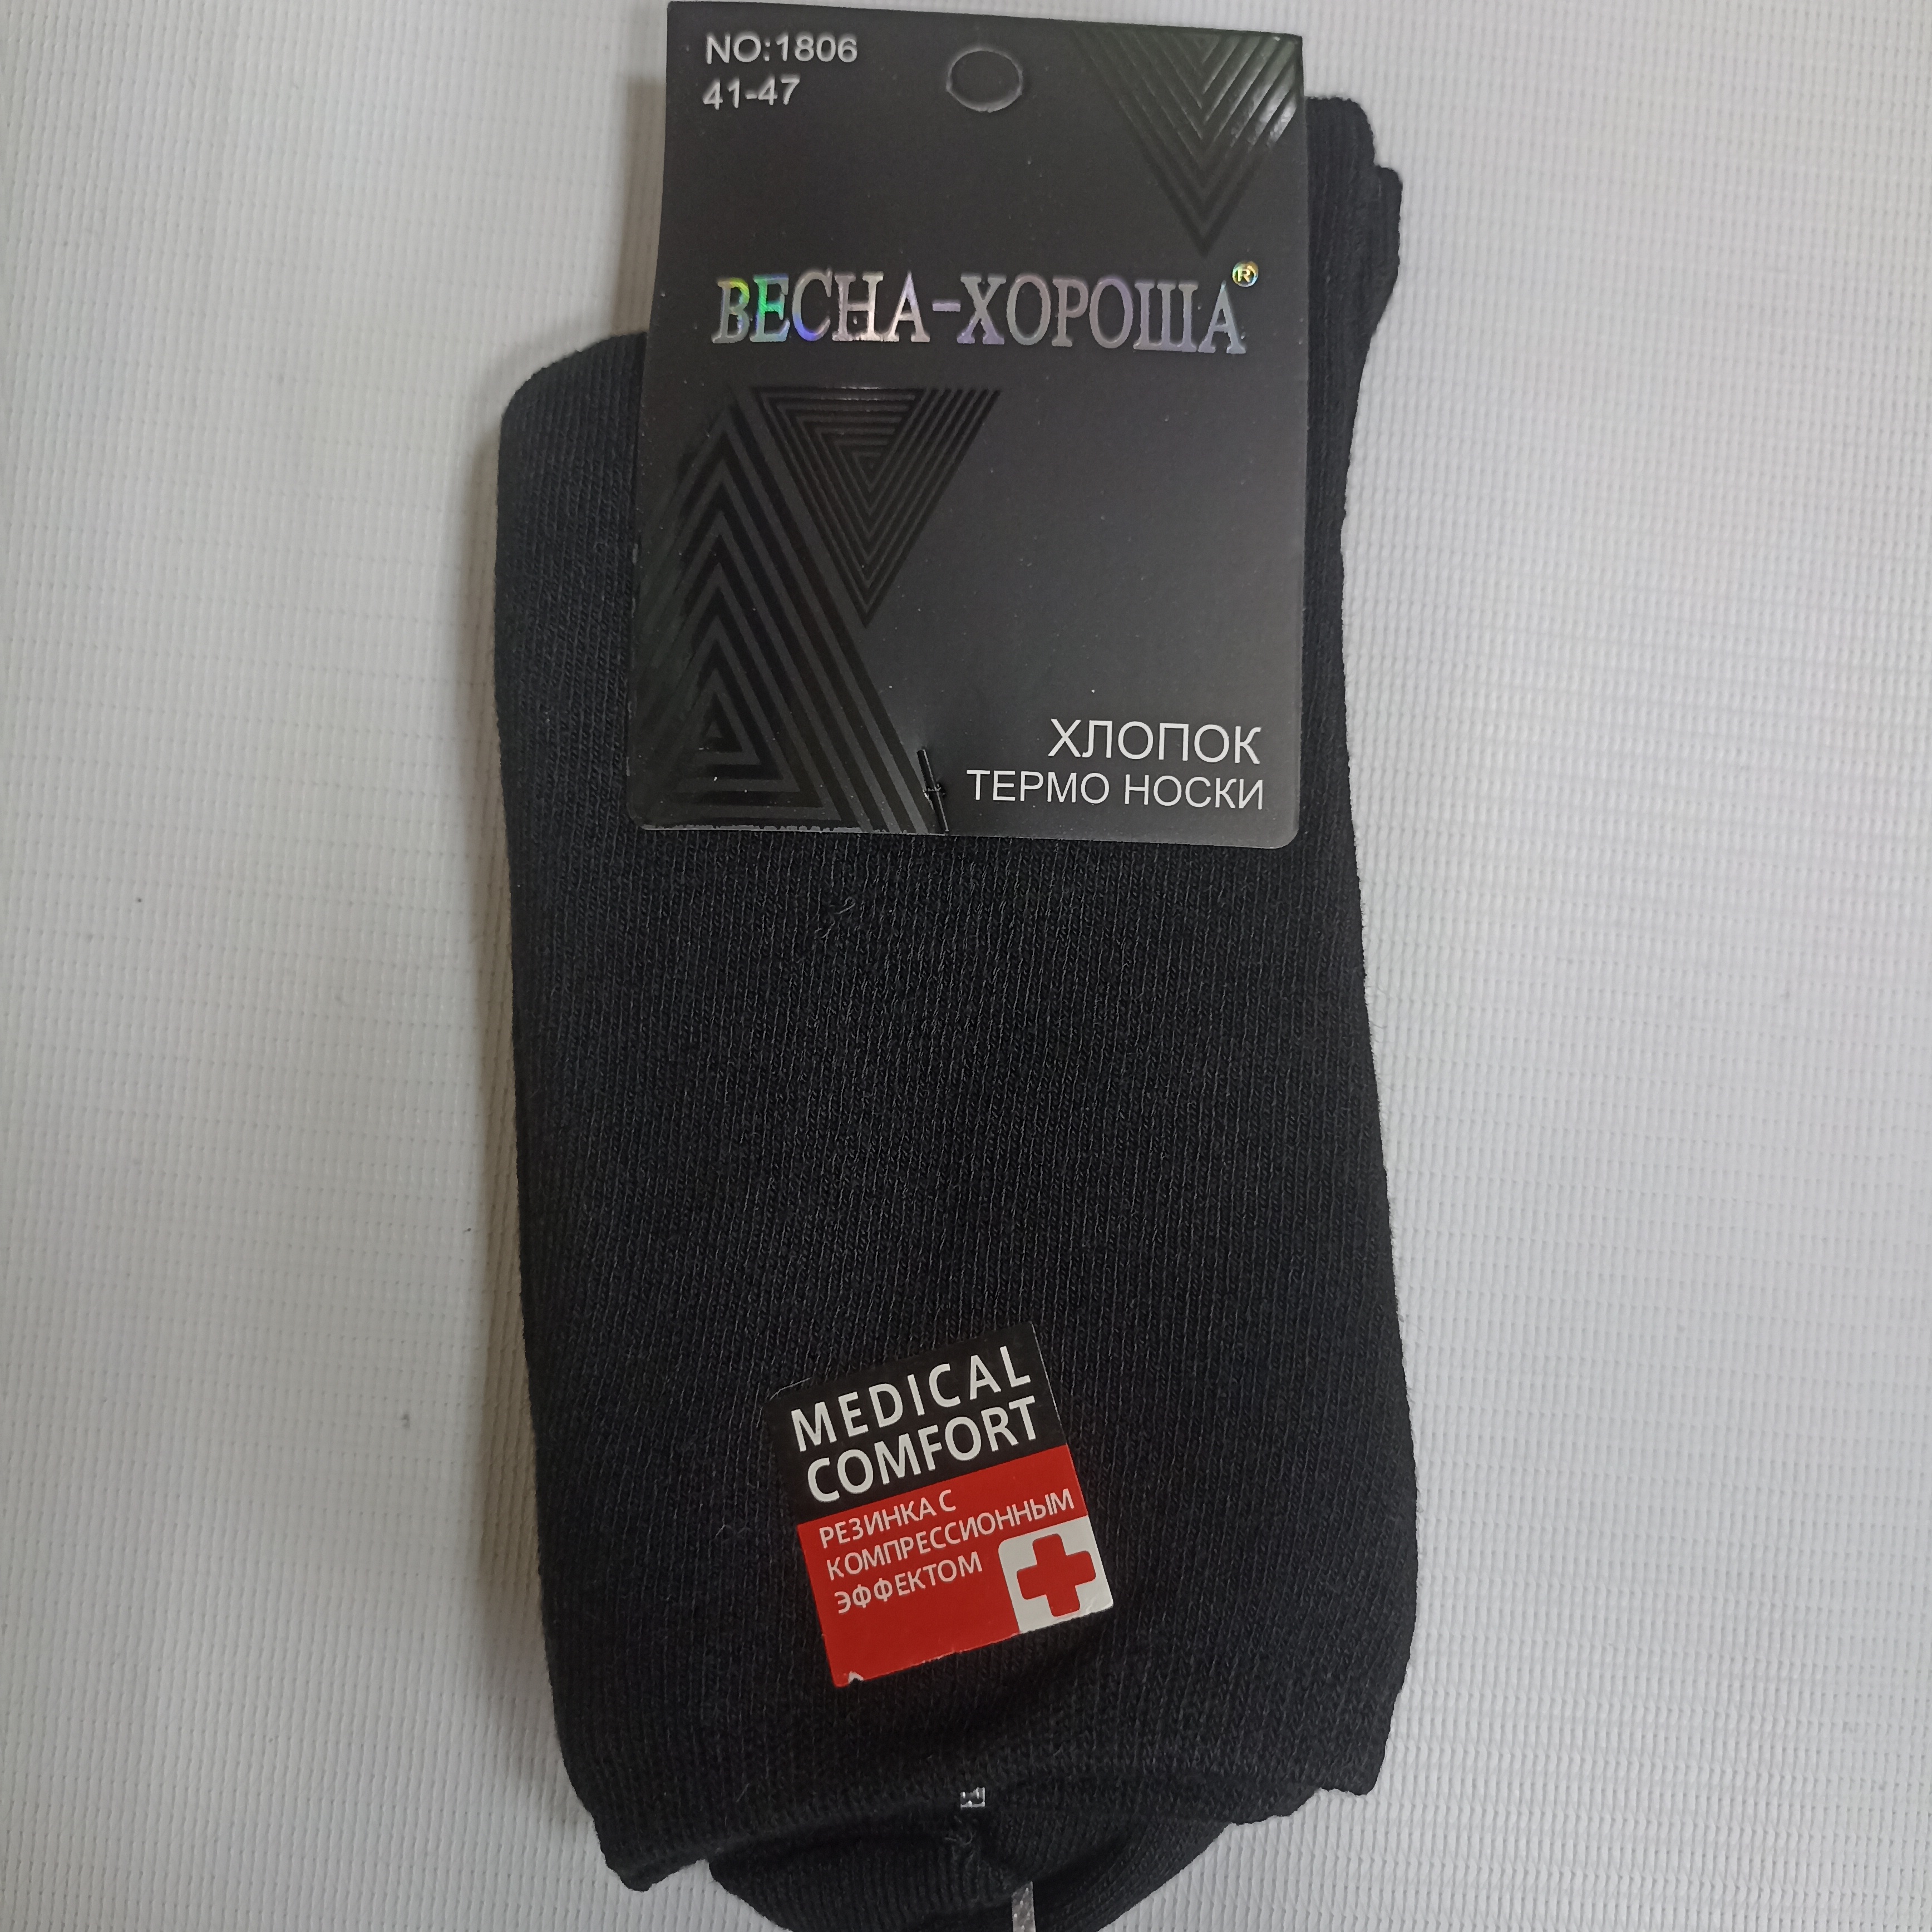 NO:1806
41-47
ВЕСНА-ХОРОША®
ХЛОПОК
ТЕРМО НОСКИ
MEDICAL
COMFORT
РЕЗИНКА С
КОМПРЕССИОННЫМ
ЭФФЕКТОМ